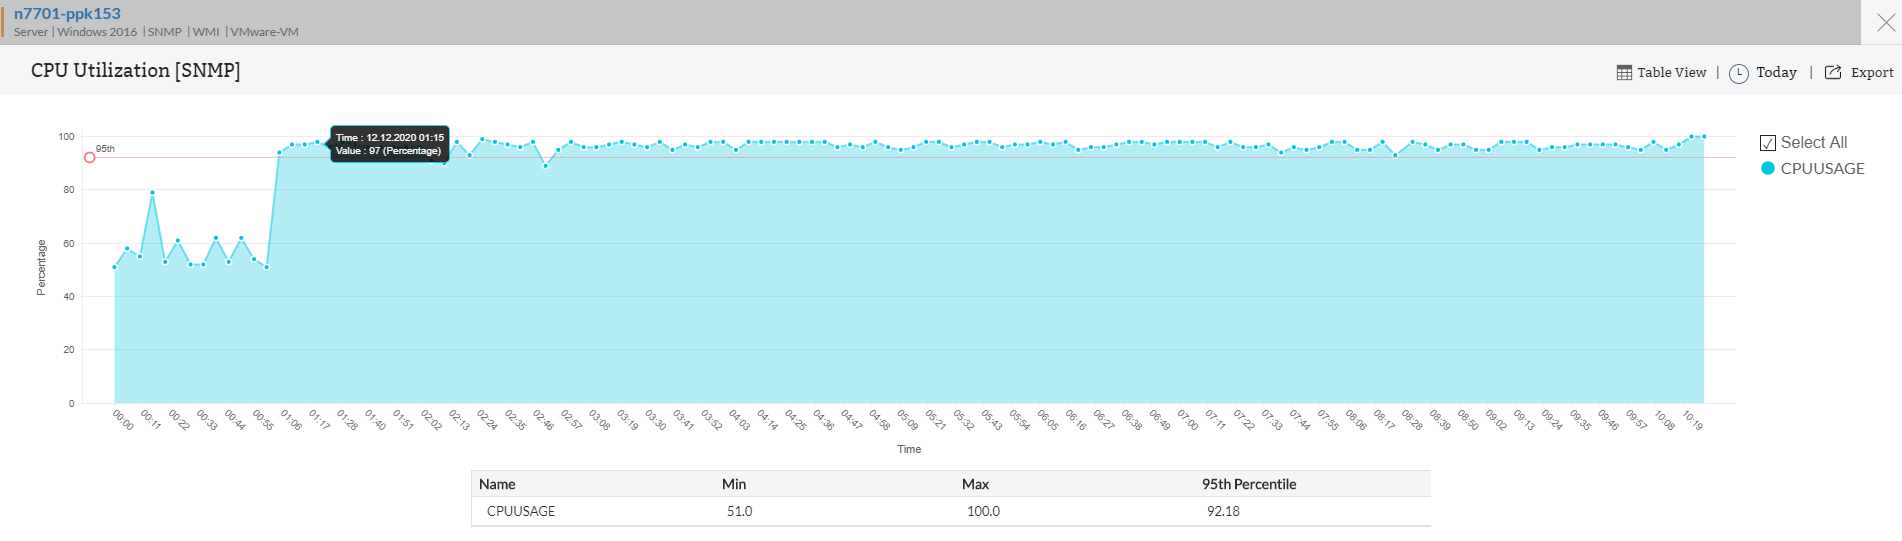 n7701-ppk153
Server | Windows 2016 | SNMP | WMI | VMware-VM
CPU Utilization [SNMP]
Table View | Today | Export
100
80
60
40
20
0
95th
Percentage
Time : 12.12.2020 01:15
Value : 97 (Percentage)
Select All
CPUUSAGE
00:00 00:11 00:22 00:33 00:44 00:55 01:06 01:17 01:28 01:40 01:51 02:02 02:13 02:24 02:35 02:46 02:57 03:08 03:19 03:30 03:41 03:52 04:03 04:14 04:25 04:36 04:47 04:58 05:09 05:21 05:32 05:43 05:54 06:05 06:16 06:27 06:38 06:49 07:00 07:11 07:22 07:33 07:44 07:55 08:06 08:17 08:28 08:39 08:50 09:02 09:13 09:24 09:35 09:46 09:57 10:08 10:19
Time
Name Min Max 95th Percentile
CPUUSAGE 51.0 100.0 92.18